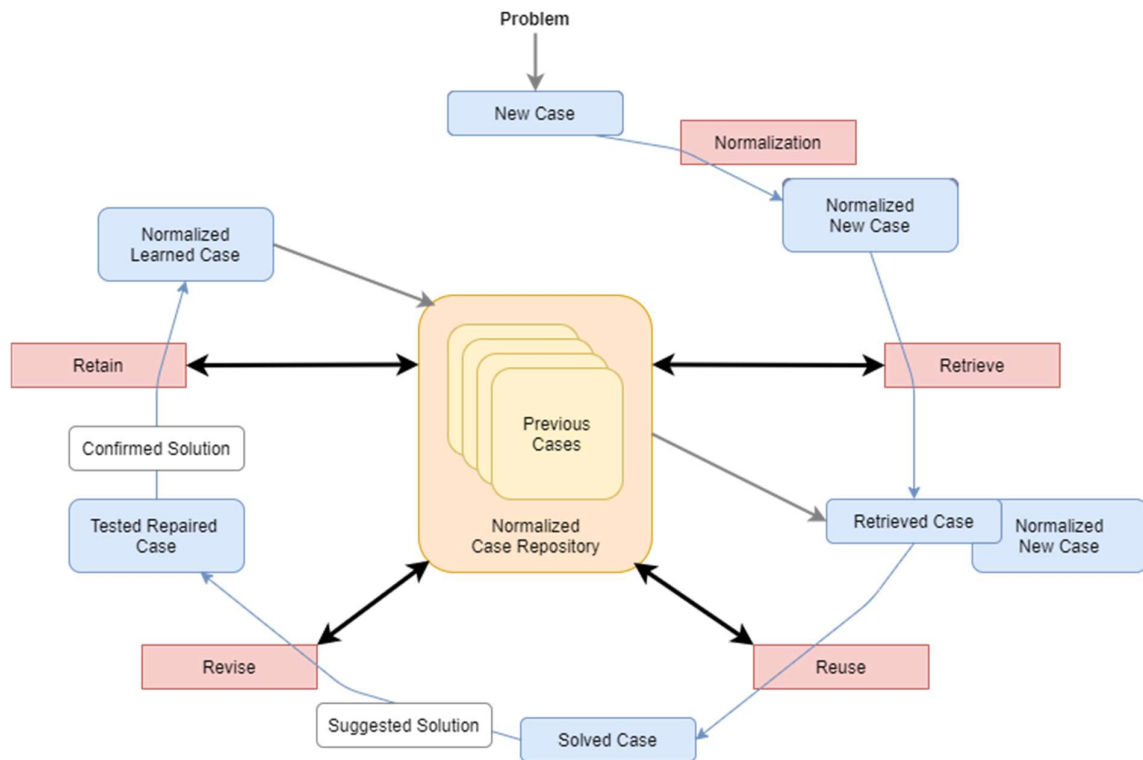 Problem
New Case
Normalization
Normalized
New Case
Normalized
Learned Case
Retain
Retrieve
Previous
Cases
Confirmed Solution
Normalized
Case Repository
Tested Repaired
Case
Retrieved Case
Normalized
New Case
Revise
Reuse
Suggested Solution
Solved Case